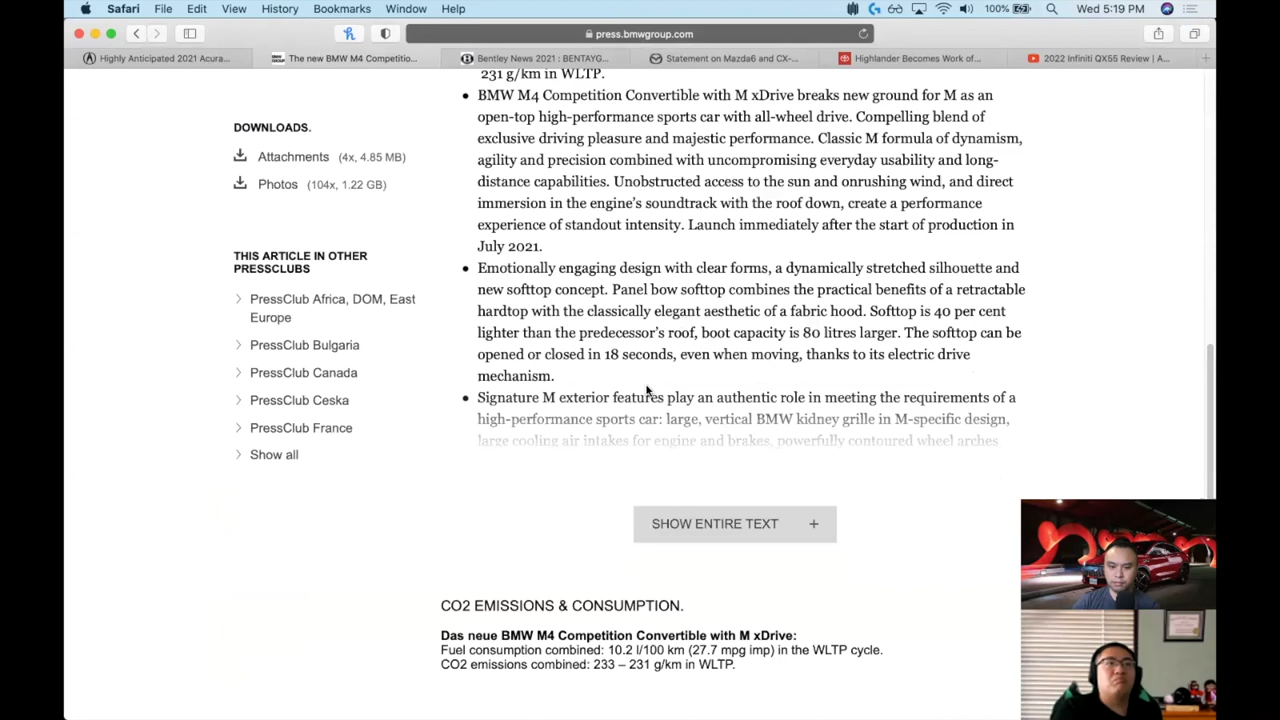 Safari File Edit View History Bookmarks Window Help 100% Wed 5:19 PM
press.bmwgroup.com
Highly Anticipated 2021 Acura... The new BMW M4 Competitio... Bentley News 2021 : BENTAYG... Statement on Mazda6 and CX-... Highlander Becomes Work of... 2022 Infiniti QX55 Review | A...
DOWNLOADS.
Attachments (4x, 4.85 MB)
Photos (104x, 1.22 GB)
THIS ARTICLE IN OTHER
PRESSCLUBS
PressClub Africa, DOM, East
Europe
PressClub Bulgaria
PressClub Canada
PressClub Ceska
PressClub France
Show all
231 g/km in WLTP.
• BMW M4 Competition Convertible with M xDrive breaks new ground for M as an
open-top high-performance sports car with all-wheel drive. Compelling blend of
exclusive driving pleasure and majestic performance. Classic M formula of dynamism,
agility and precision combined with uncompromising everyday usability and long-
distance capabilities. Unobstructed access to the sun and onrushing wind, and direct
immersion in the engine's soundtrack with the roof down, create a performance
experience of standout intensity. Launch immediately after the start of production in
July 2021.
• Emotionally engaging design with clear forms, a dynamically stretched silhouette and
new softtop concept. Panel bow softtop combines the practical benefits of a retractable
hardtop with the classically elegant aesthetic of a fabric hood. Softtop is 40 per cent
lighter than the predecessor's roof, boot capacity is 80 litres larger. The softtop can be
opened or closed in 18 seconds, even when moving, thanks to its electric drive
mechanism.
• Signature M exterior features play an authentic role in meeting the requirements of a
high-performance sports car: large, vertical BMW kidney grille in M-specific design,
large cooling air intakes for engine and brakes, powerfully contoured wheel arches
SHOW ENTIRE TEXT +
CO2 EMISSIONS & CONSUMPTION.
Das neue BMW M4 Competition Convertible with M xDrive:
Fuel consumption combined: 10.2 l/100 km (27.7 mpg imp) in the WLTP cycle.
CO2 emissions combined: 233 – 231 g/km in WLTP.